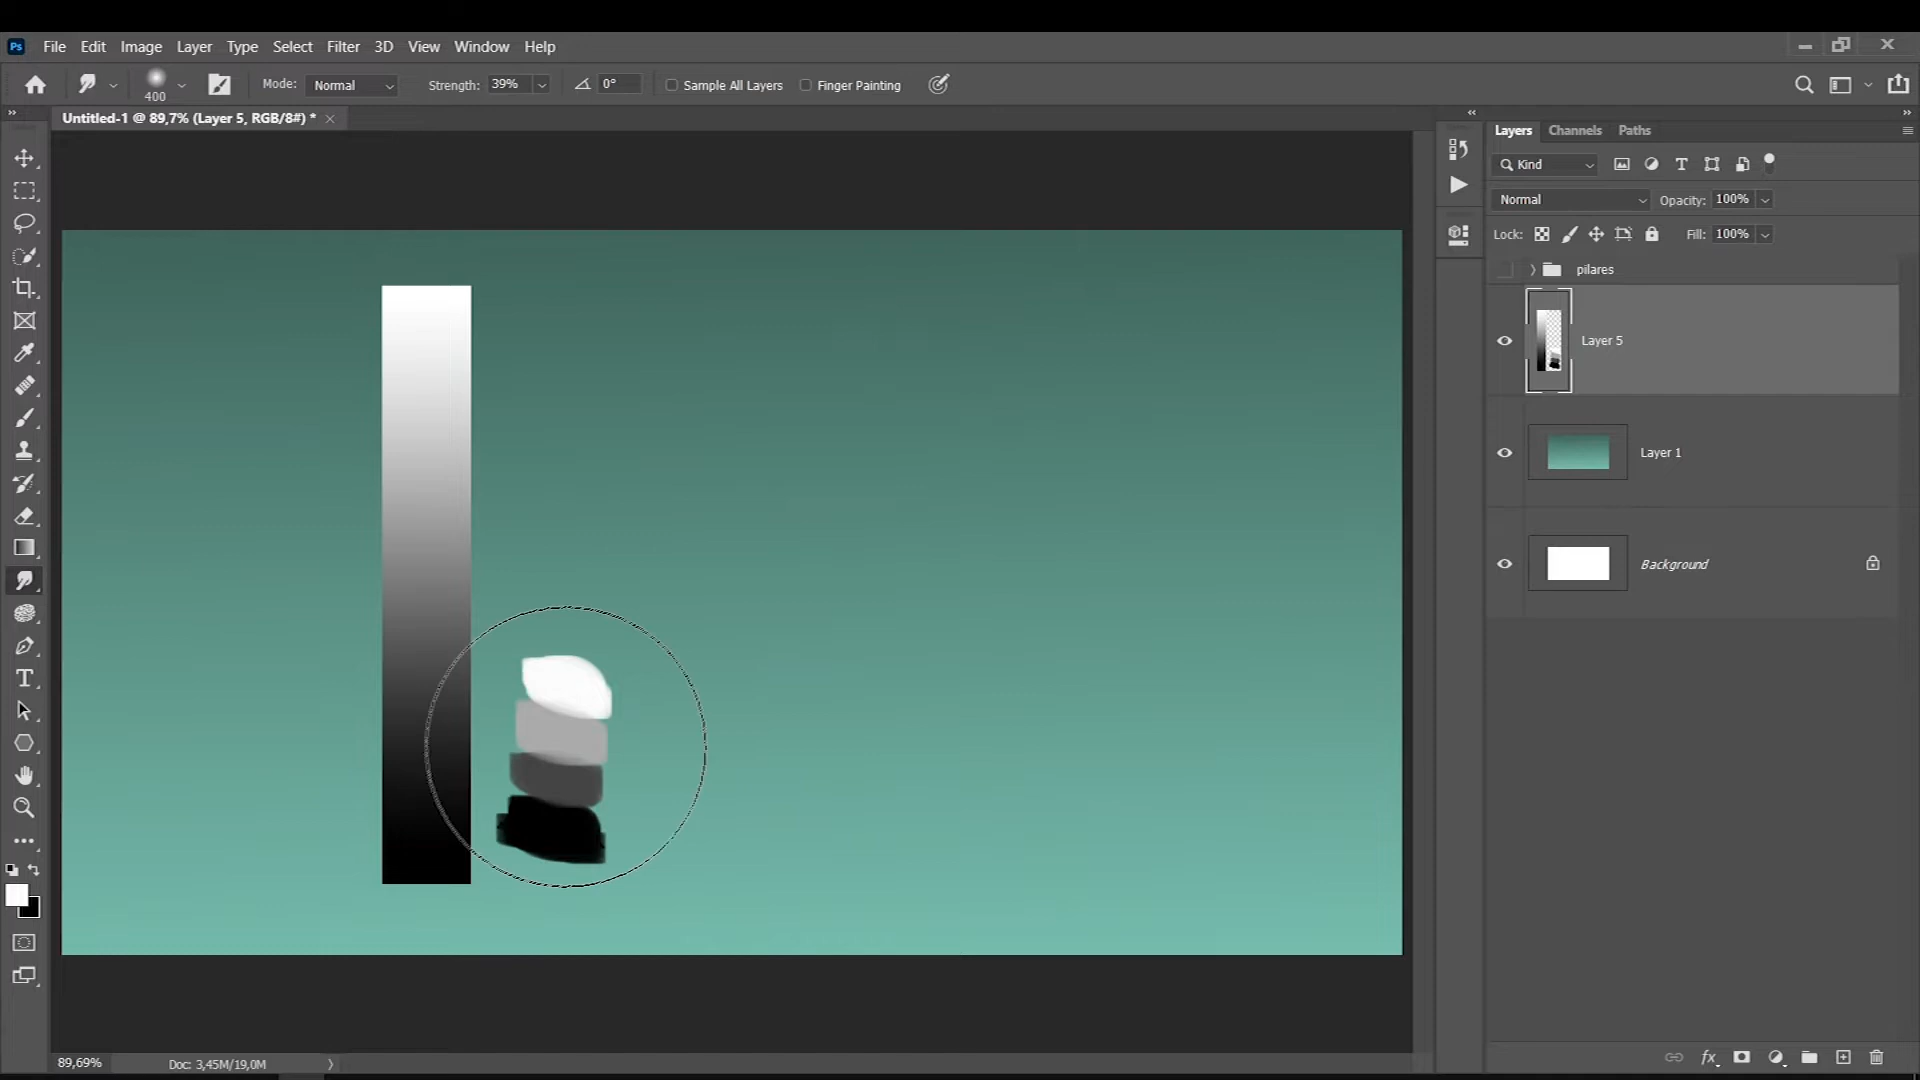 Ps File Edit Image Layer Type Select Filter 3D View Window Help
400 Mode: Normal Strength: 39% 0° Sample All Layers Finger Painting
Untitled-1 @ 89,7% (Layer 5, RGB/8#) *
Layers Channels Paths
Kind
Normal Opacity: 100%
Lock: Fill: 100%
pilares
Layer 5
Layer 1
Background
89,69% Doc: 3,45M/19,0M
fx